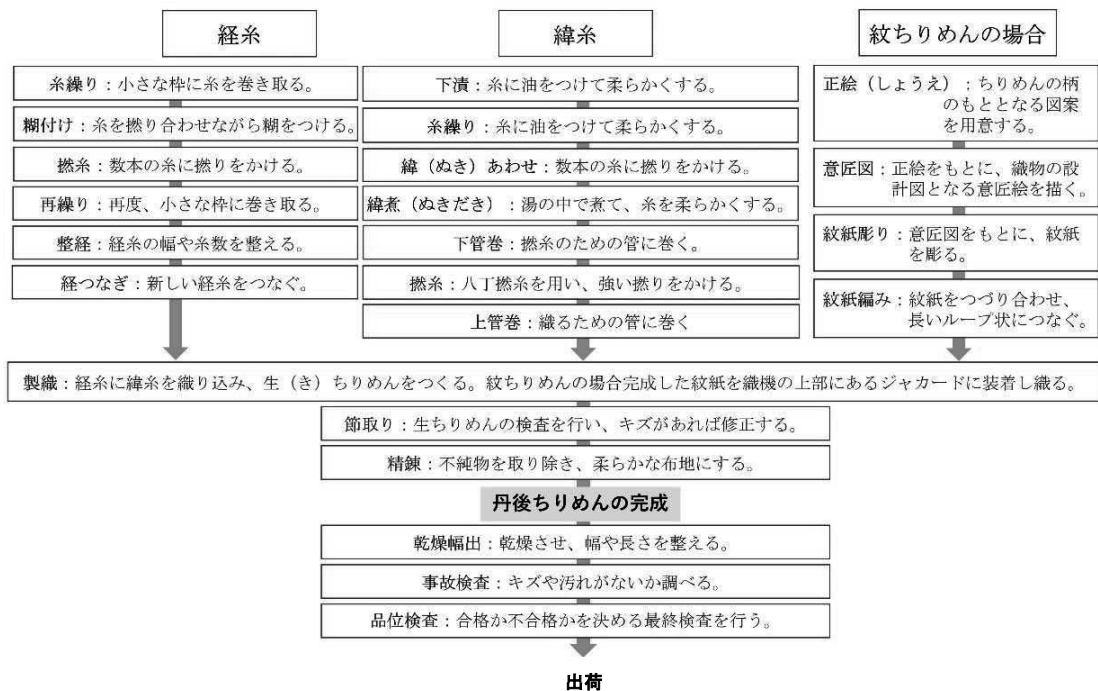 経糸
糸繰り：小さな枠に糸を巻き取る。
糊付け：糸を撚り合わせながら糊をつける。
撚糸：数本の糸に撚りをかける。
再繰り：再度、小さな枠に巻き取る。
整経：経糸の幅や糸数を整える。
経つなぎ：新しい経糸をつなぐ。
緯糸
下漬：糸に油をつけて柔らかくする。
糸繰り：糸に油をつけて柔らかくする。
緯（ぬき）あわせ：数本の糸に撚りをかける。
緯煮（ぬきだき）：湯の中で煮て、糸を柔らかくする。
下管巻：撚糸のための管に巻く。
撚糸：八丁撚糸を用い、強い撚りをかける。
上管巻：織るための管に巻く
紋ちりめんの場合
正絵（しょうえ）：ちりめんの柄
のもととなる図案
を用意する。
意匠図：正絵をもとに、織物の設
計図となる意匠絵を描く。
紋紙彫り：意匠図をもとに、紋紙
を彫る。
紋紙編み：紋紙をつづり合わせ、
長いループ状につなぐ。
製織：経糸に緯糸を織り込み、生（き）ちりめんをつくる。紋ちりめんの場合完成した紋紙を織機の上部にあるジャカードに装着し織る。
節取り：生ちりめんの検査を行い、キズがあれば修正する。
精錬：不純物を取り除き、柔らかな布地にする。
丹後ちりめんの完成
乾燥幅出：乾燥させ、幅や長さを整える。
事故検査：キズや汚れがないか調べる。
品位検査：合格か不合格かを決める最終検査を行う。
出荷